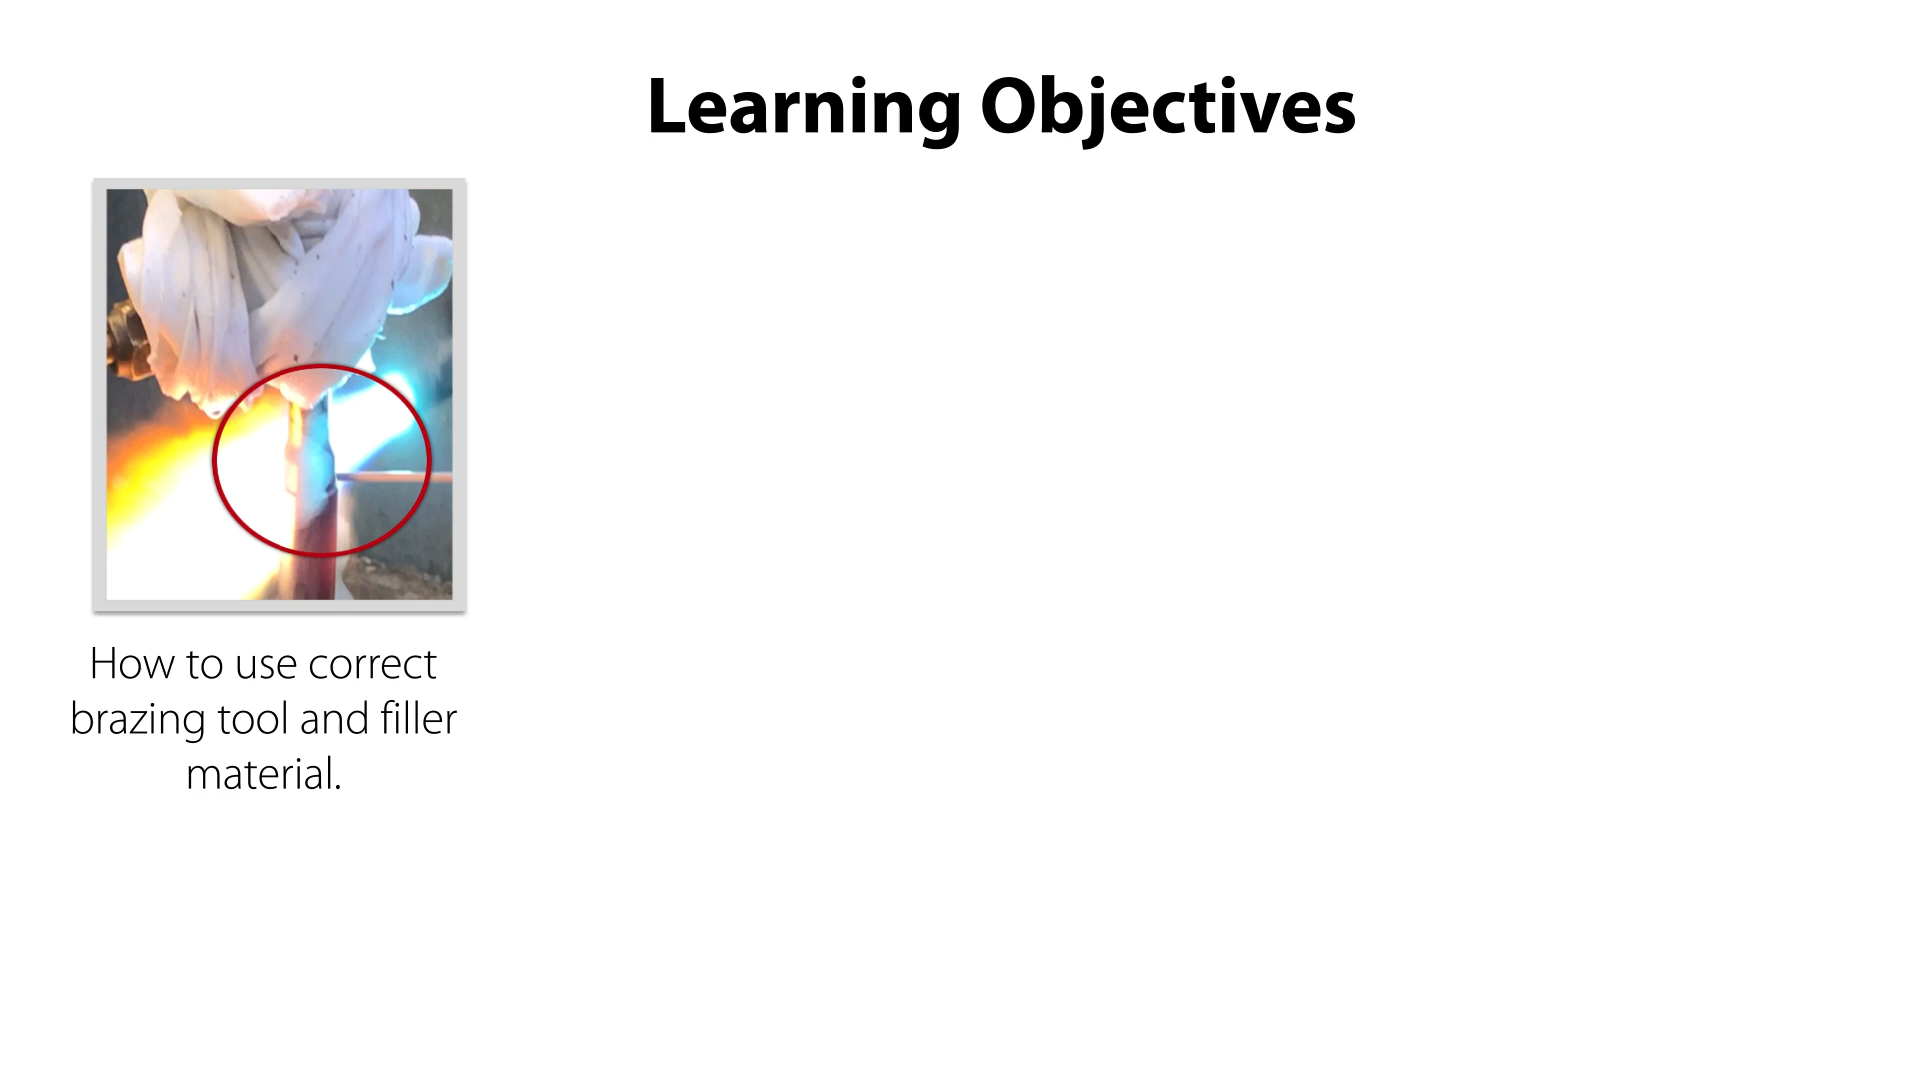 Learning Objectives
How to use correct
brazing tool and filler
material.